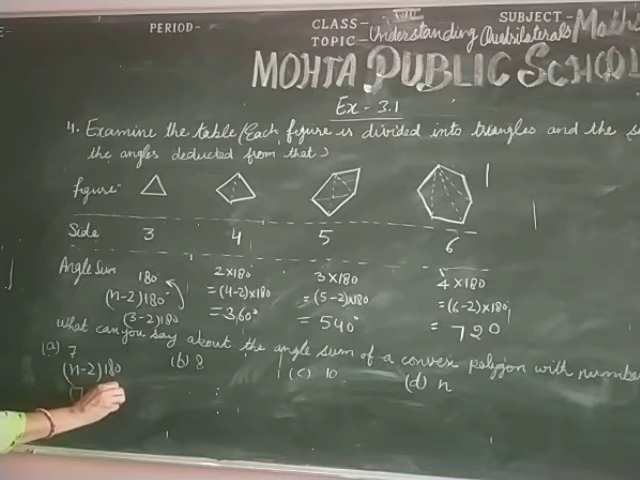 PERIOD-
CLASS- VIII SUBJECT- Maths
TOPIC- Understanding Quadrilaterals
MOHTA PUBLIC SCHOOL
Ex - 3.1
4. Examine the table (Each figure is divided into triangles and the
the angles deducted from that)
figure
Side 3 4 5 6
Angle Sum 180° 2×180° 3×180 4×180
(n-2)180° =(4-2)×180 =(5-2)×180 =(6-2)×180°
(3-2)180 =360° =540° =720
What can you say about the angle sum of a convex polygon with number
(a) 7 (b) 8 (c) 10 (d) n
(n-2)180